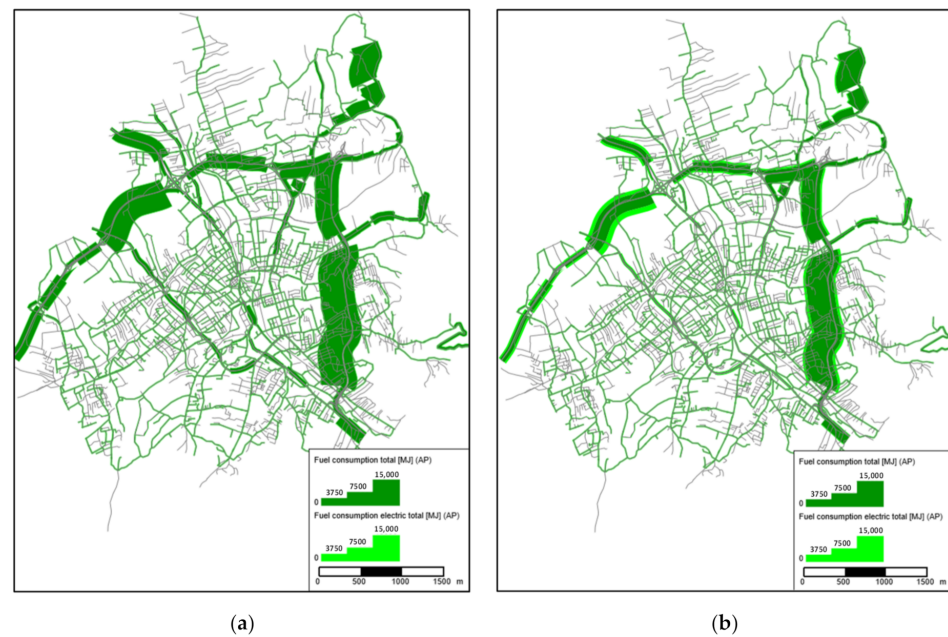 Fuel consumption total [MJ] (AP)
0 3750 7500 15,000
Fuel consumption electric total [MJ] (AP)
0 3750 7500 15,000
0 500 1000 1500 m
Fuel consumption total [MJ] (AP)
0 3750 7500 15,000
Fuel consumption electric total [MJ] (AP)
0 3750 7500 15,000
0 500 1000 1500 m
(a) (b)